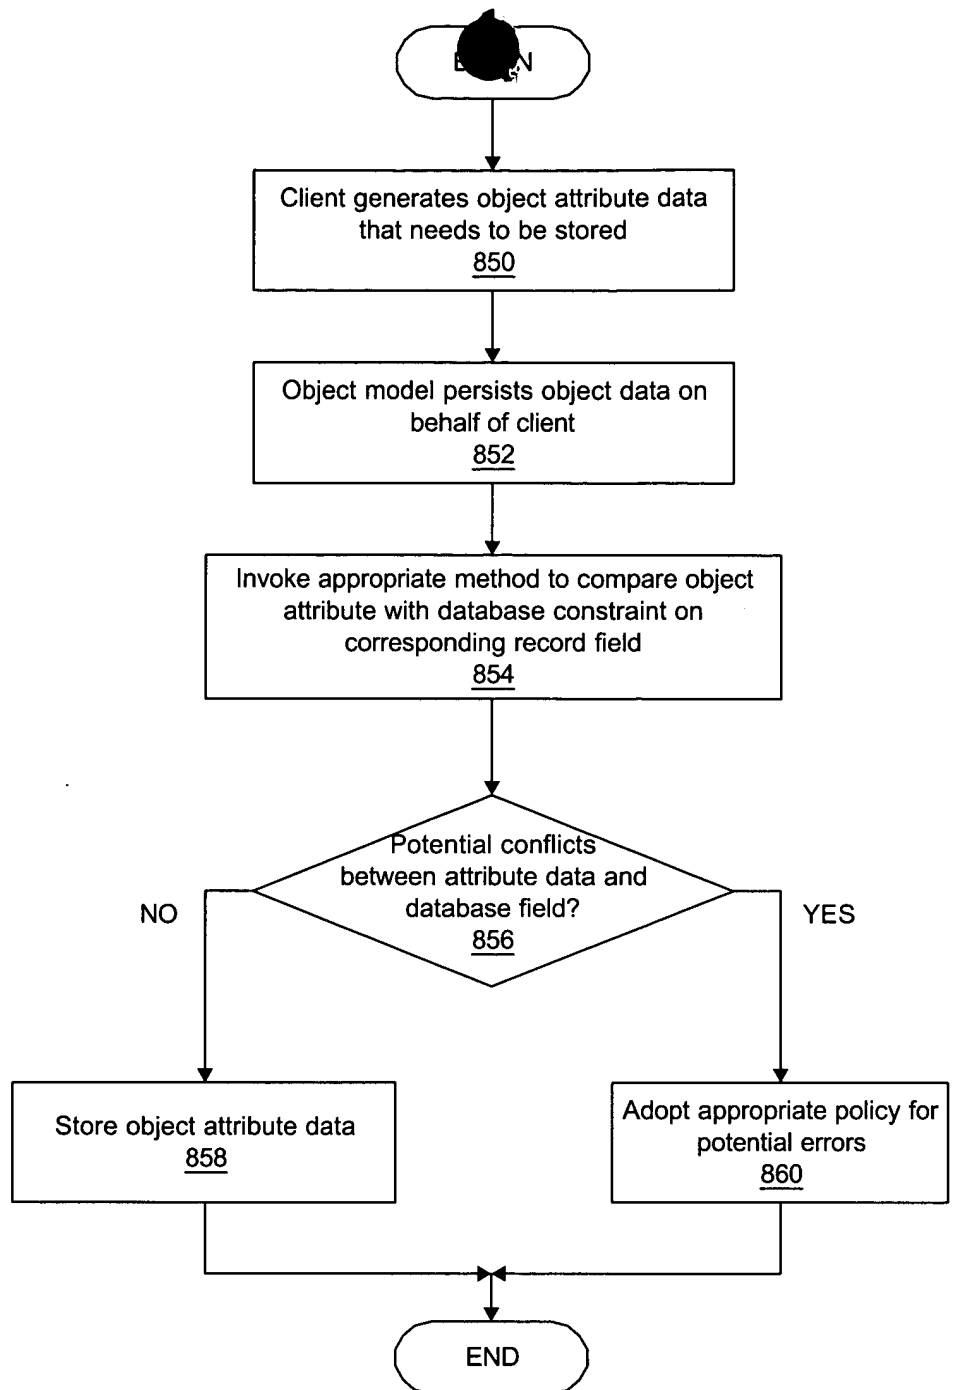 Client generates object attribute data
that needs to be stored
850
Object model persists object data on
behalf of client
852
Invoke appropriate method to compare object
attribute with database constraint on
corresponding record field
854
Potential conflicts
between attribute data and
database field?
856
NO
YES
Store object attribute data
858
Adopt appropriate policy for
potential errors
860
END